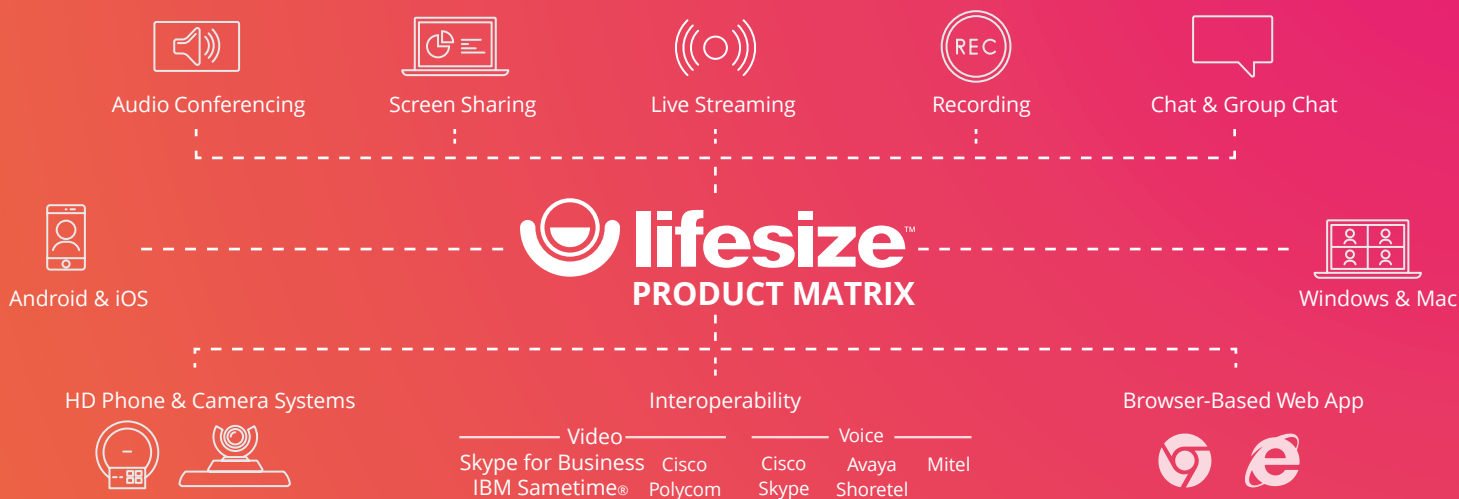 REC
Audio Conferencing
Screen Sharing
Live Streaming
Recording
Chat & Group Chat
lifesize™
PRODUCT MATRIX
Android & iOS
Windows & Mac
HD Phone & Camera Systems
Interoperability
Browser-Based Web App
Video
Skype for Business Cisco
IBM Sametime® Polycom
Voice
Cisco Avaya Mitel
Skype Shoretel